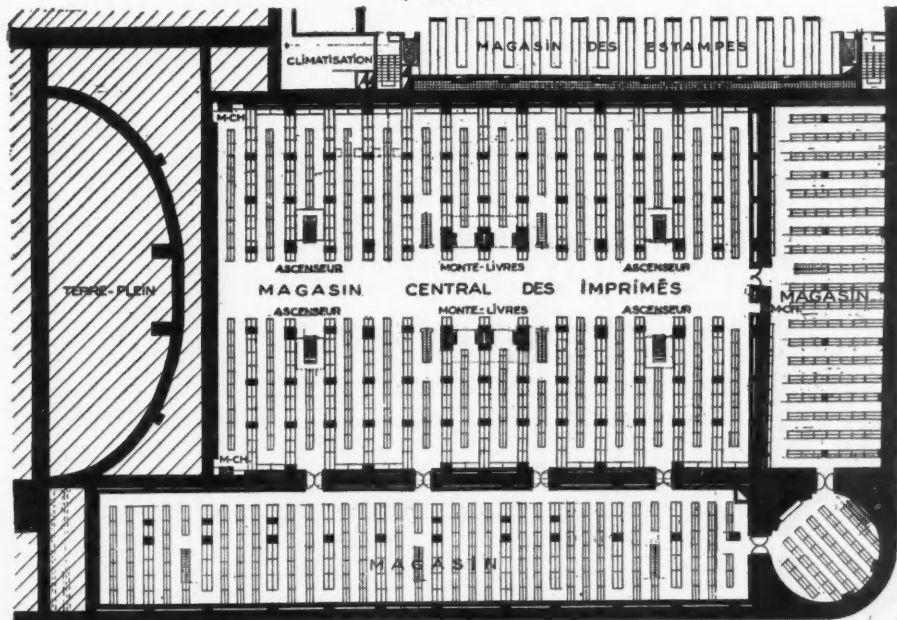 MAGASIN DES ESTAMPES
CLIMATISATION
M-CH
ASCENSEUR MONTE-LIVRES ASCENSEUR
TERRE-PLEIN
MAGASIN CENTRAL DES IMPRIMÉS
MAGASIN
M-CH
ASCENSEUR MONTE-LIVRES ASCENSEUR
M-CH
MAGASIN